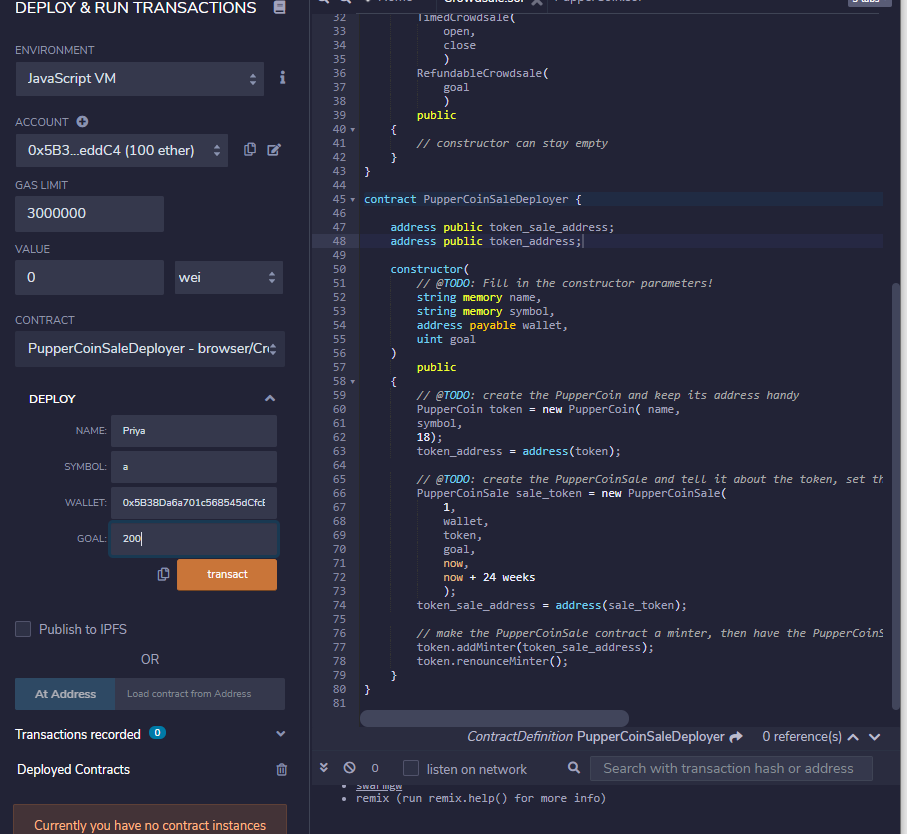 DEPLOY & RUN TRANSACTIONS
ENVIRONMENT
JavaScript VM
ACCOUNT
0x5B3...eddC4 (100 ether)
GAS LIMIT
3000000
VALUE
0
wei
CONTRACT
PupperCoinSaleDeployer - browser/Cro
DEPLOY
NAME: Priya
SYMBOL: a
WALLET: 0x5B38Da6a701c568545dCfcB
GOAL: 200
transact
Publish to IPFS
OR
At Address
Load contract from Address
Transactions recorded 0
Deployed Contracts
Currently you have no contract instances
32 TimedCrowdsale(
33 open,
34 close
35 )
36 RefundableCrowdsale(
37 goal
38 )
39 public
40 {
41 // constructor can stay empty
42 }
43 }
44
45 contract PupperCoinSaleDeployer {
46
47 address public token_sale_address;
48 address public token_address;
49
50 constructor(
51 // @TODO: Fill in the constructor parameters!
52 string memory name,
53 string memory symbol,
54 address payable wallet,
55 uint goal
56 )
57 public
58 {
59 // @TODO: create the PupperCoin and keep its address handy
60 PupperCoin token = new PupperCoin( name,
61 symbol,
62 18);
63 token_address = address(token);
64
65 // @TODO: create the PupperCoinSale and tell it about the token, set th
66 PupperCoinSale sale_token = new PupperCoinSale(
67 1,
68 wallet,
69 token,
70 goal,
71 now,
72 now + 24 weeks
73 );
74 token_sale_address = address(sale_token);
75
76 // make the PupperCoinSale contract a minter, then have the PupperCoinS
77 token.addMinter(token_sale_address);
78 token.renounceMinter();
79 }
80 }
81
ContractDefinition PupperCoinSaleDeployer 0 reference(s)
0 listen on network Search with transaction hash or address
• swarmgw
• remix (run remix.help() for more info)